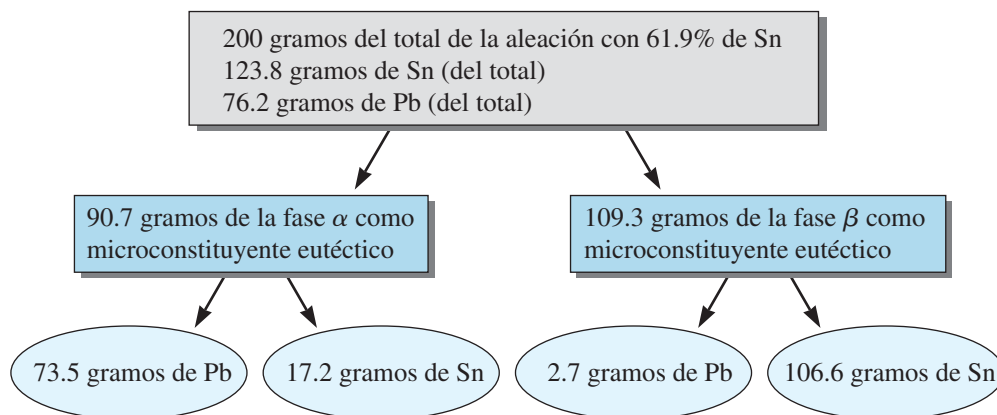 200 gramos del total de la aleación con 61.9% de Sn
123.8 gramos de Sn (del total)
76.2 gramos de Pb (del total)
90.7 gramos de la fase α como
microconstituyente eutéctico
109.3 gramos de la fase β como
microconstituyente eutéctico
73.5 gramos de Pb
17.2 gramos de Sn
2.7 gramos de Pb
106.6 gramos de Sn